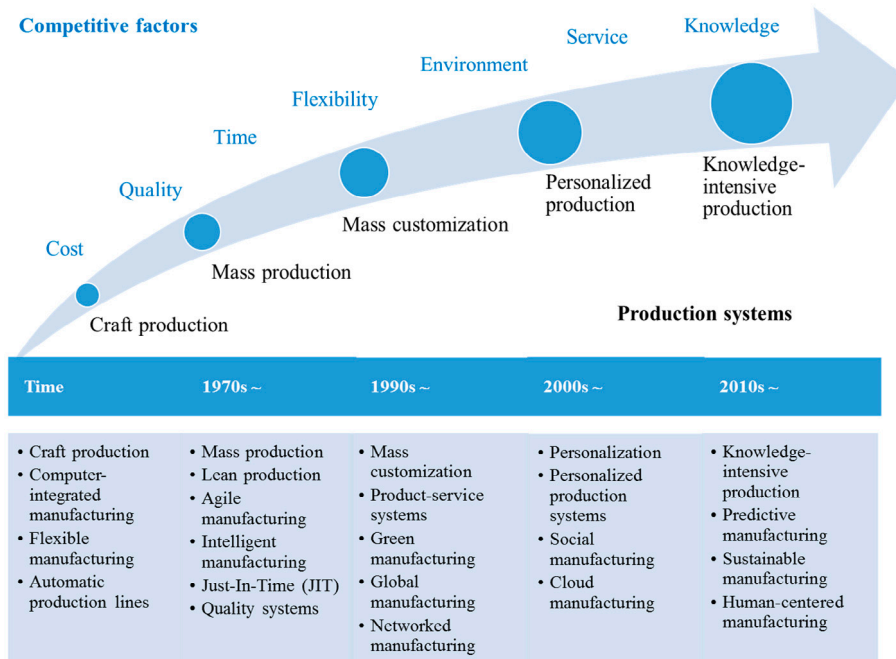 Competitive factors
Cost
Quality
Time
Flexibility
Environment
Service
Knowledge
Craft production
Mass production
Mass customization
Personalized
production
Knowledge-
intensive
production
Production systems
Time
1970s ~
1990s ~
2000s ~
2010s ~
• Craft production
• Computer-
integrated
manufacturing
• Flexible
manufacturing
• Automatic
production lines
• Mass production
• Lean production
• Agile
manufacturing
• Intelligent
manufacturing
• Just-In-Time (JIT)
• Quality systems
• Mass
customization
• Product-service
systems
• Green
manufacturing
• Global
manufacturing
• Networked
manufacturing
• Personalization
• Personalized
production
systems
• Social
manufacturing
• Cloud
manufacturing
• Knowledge-
intensive
production
• Predictive
manufacturing
• Sustainable
manufacturing
• Human-centered
manufacturing